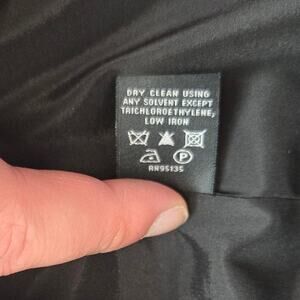 DRY CLEAN USING
ANY SOLVENT EXCEPT
TRICHLOROETHYLENE,
LOW IRON
P
RN95135